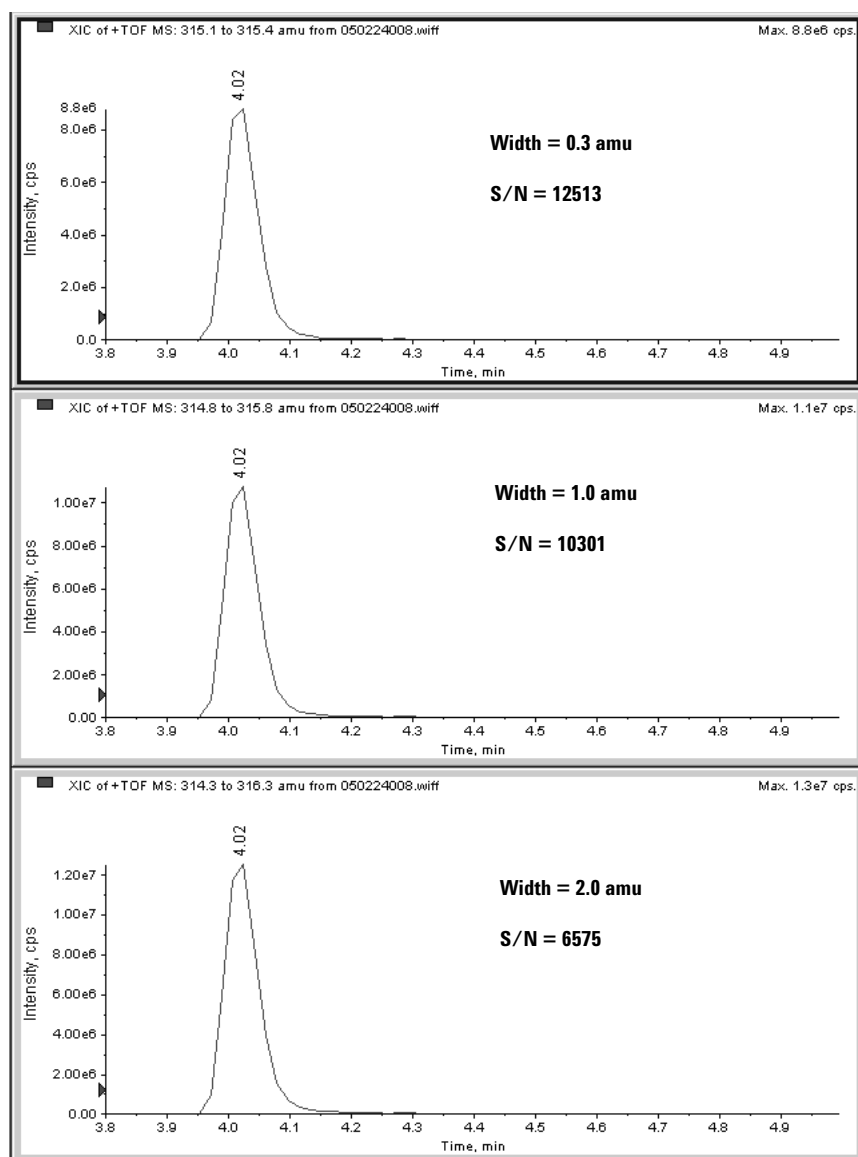 XIC of +TOF MS: 315.1 to 315.4 amu from 050224008.wiff Max. 8.8e6 cps.
4.02
8.8e6
8.0e6
6.0e6
4.0e6
2.0e6
0.0
Intensity, cps
Width = 0.3 amu
S/N = 12513
3.8 3.9 4.0 4.1 4.2 4.3 4.4 4.5 4.6 4.7 4.8 4.9
Time, min
XIC of +TOF MS: 314.8 to 315.8 amu from 050224008.wiff Max. 1.1e7 cps.
4.02
1.00e7
8.00e6
6.00e6
4.00e6
2.00e6
0.00
Intensity, cps
Width = 1.0 amu
S/N = 10301
3.8 3.9 4.0 4.1 4.2 4.3 4.4 4.5 4.6 4.7 4.8 4.9
Time, min
XIC of +TOF MS: 314.3 to 316.3 amu from 050224008.wiff Max. 1.3e7 cps.
4.02
1.20e7
1.00e7
8.00e6
6.00e6
4.00e6
2.00e6
0.00
Intensity, cps
Width = 2.0 amu
S/N = 6575
3.8 3.9 4.0 4.1 4.2 4.3 4.4 4.5 4.6 4.7 4.8 4.9
Time, min